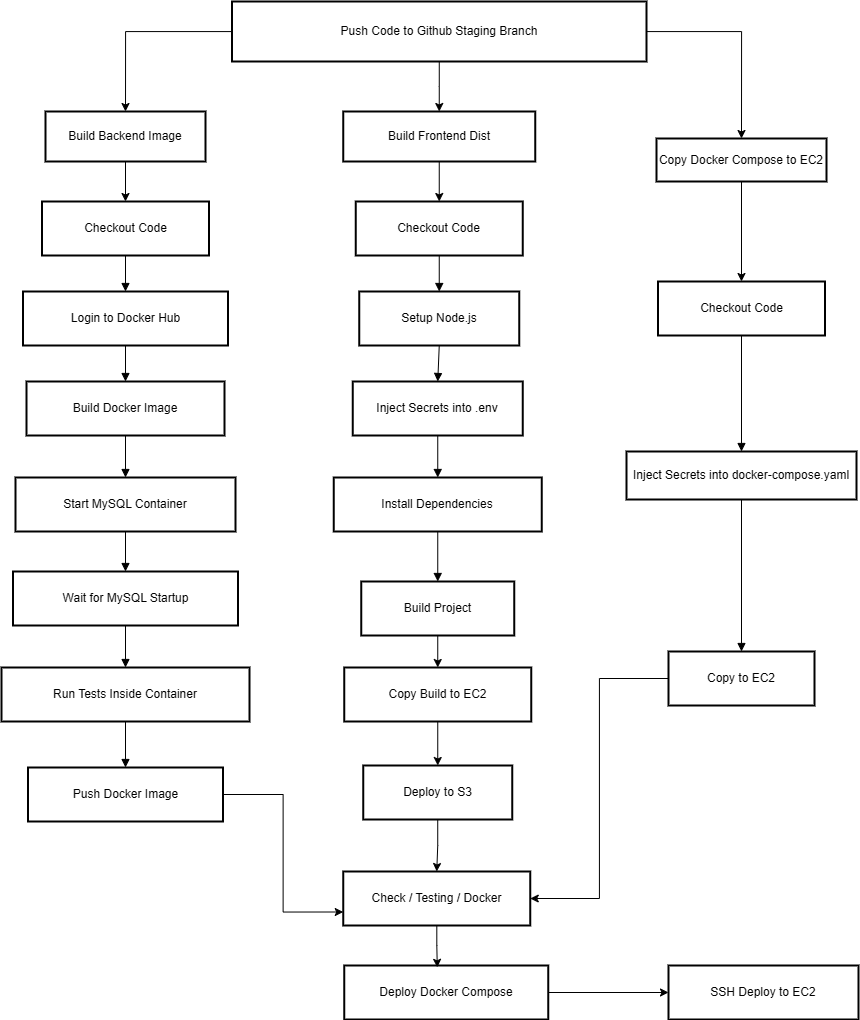 Push Code to Github Staging Branch
Build Backend Image
Build Frontend Dist
Copy Docker Compose to EC2
Checkout Code
Checkout Code
Checkout Code
Login to Docker Hub
Setup Node.js
Build Docker Image
Inject Secrets into .env
Inject Secrets into docker-compose.yaml
Start MySQL Container
Install Dependencies
Wait for MySQL Startup
Build Project
Copy to EC2
Run Tests Inside Container
Copy Build to EC2
Push Docker Image
Deploy to S3
Check / Testing / Docker
Deploy Docker Compose
SSH Deploy to EC2